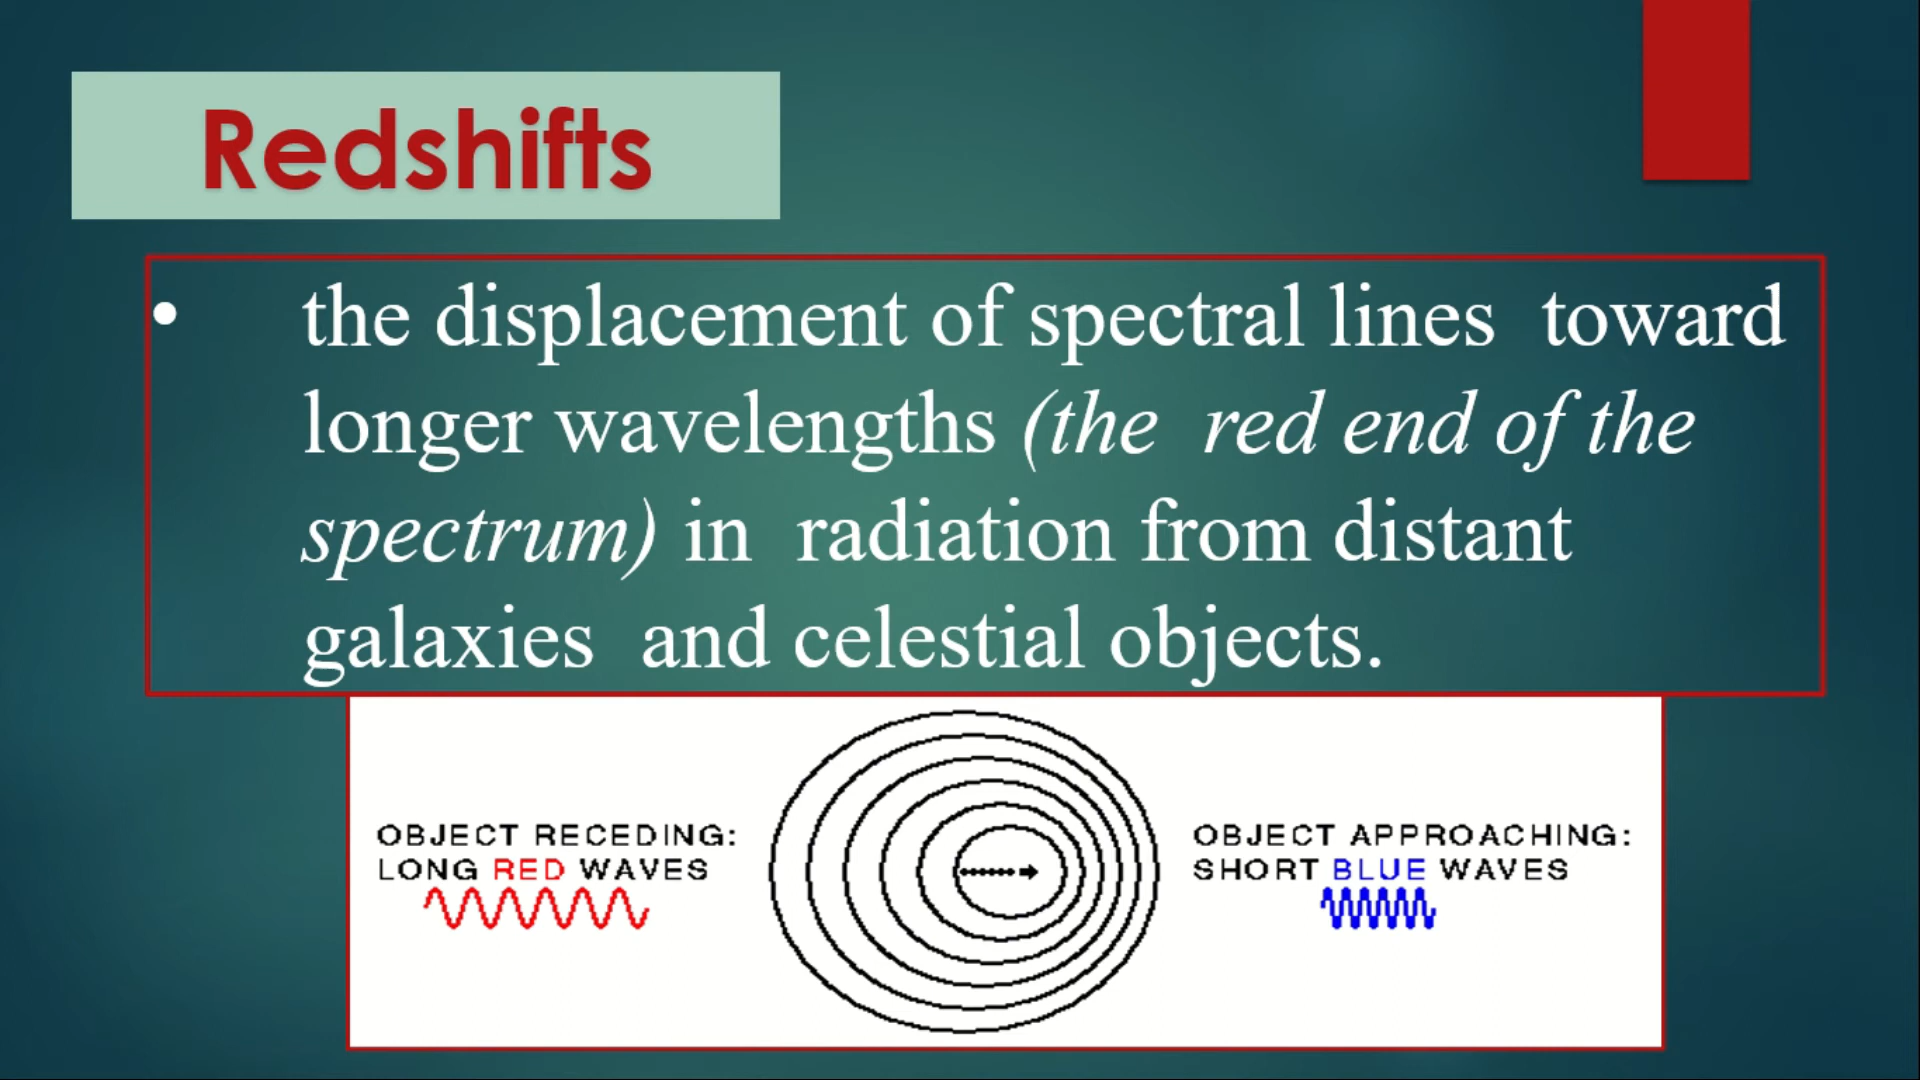 Redshifts
• the displacement of spectral lines toward
longer wavelengths (the red end of the
spectrum) in radiation from distant
galaxies and celestial objects.
OBJECT RECEDING:
LONG RED WAVES
OBJECT APPROACHING:
SHORT BLUE WAVES